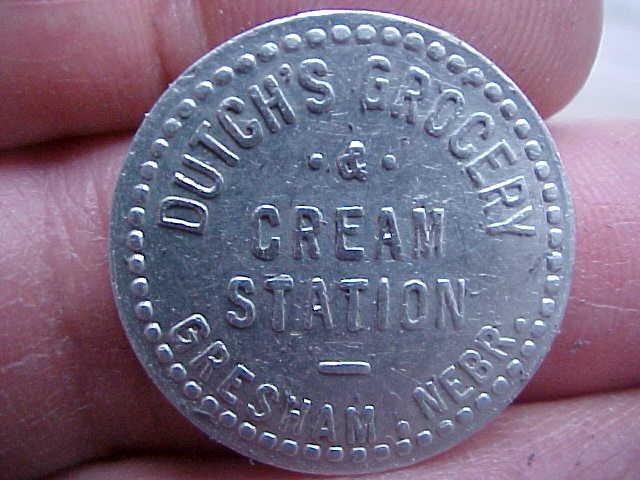 DUTCH'S GROCERY
· & ·
CREAM
STATION
—
GRESHAM, NEBR.